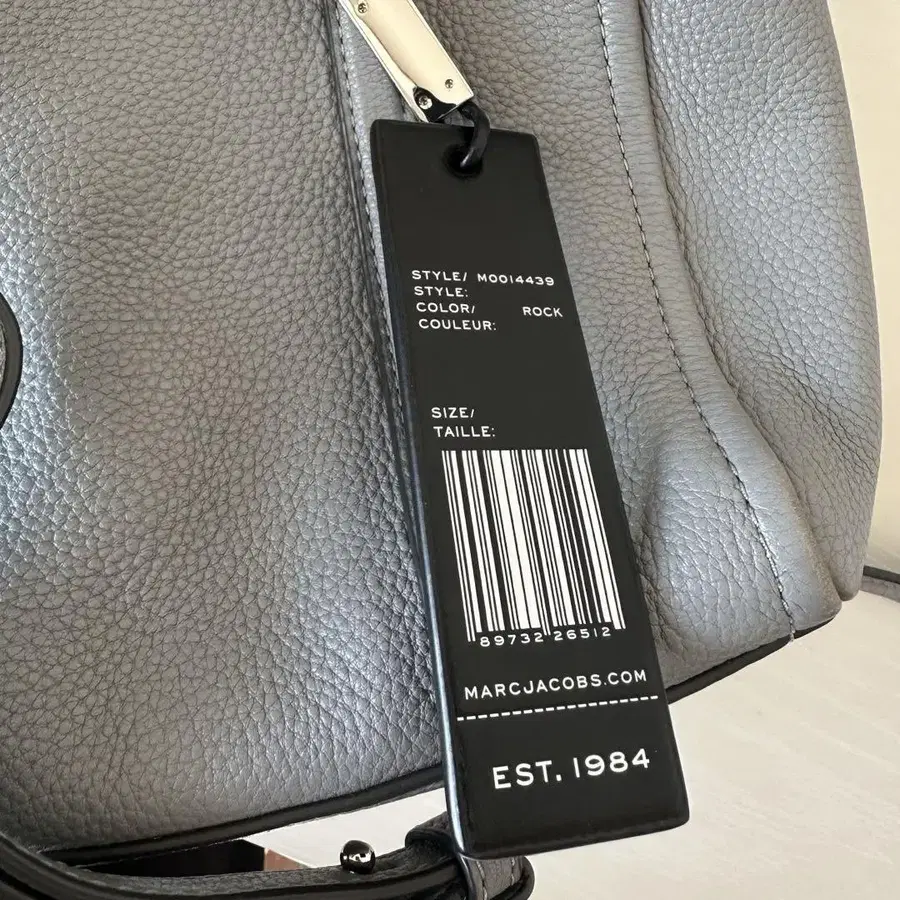 STYLE/ M0014439
STYLE:
COLOR/ ROCK
COULEUR:
SIZE/
TAILLE:
89732 26512
MARCJACOBS.COM
EST. 1984